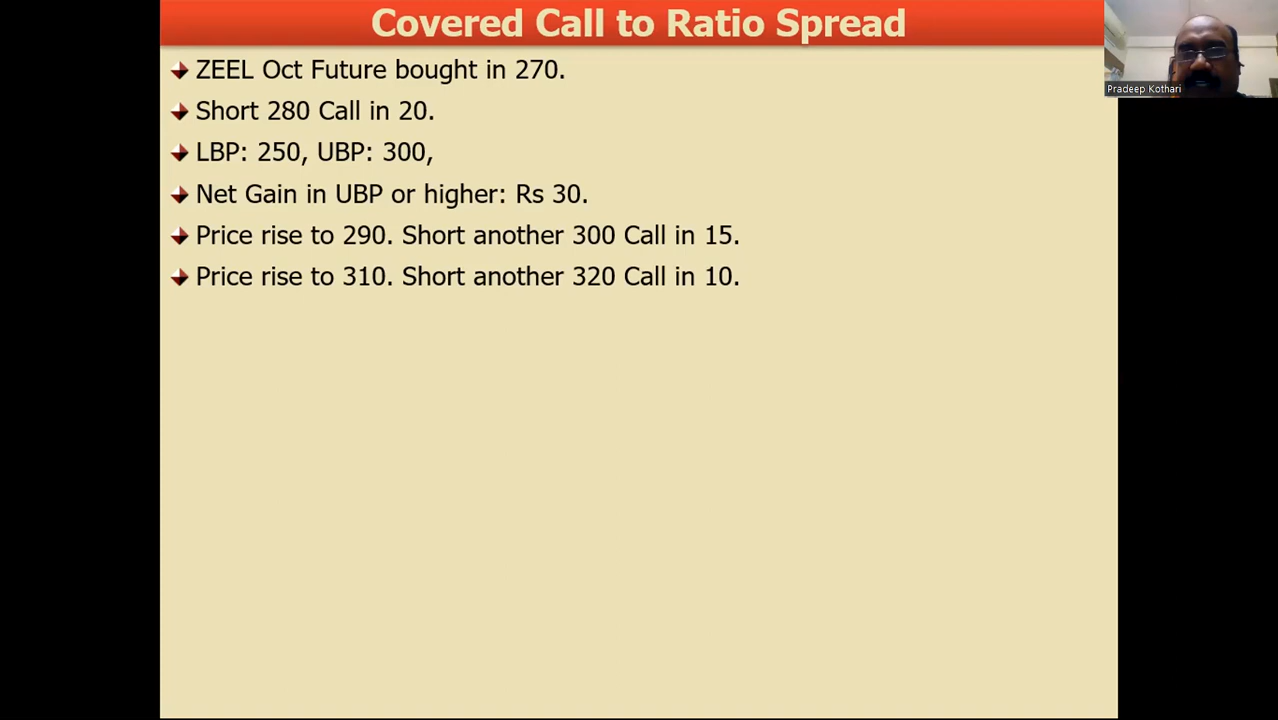 Covered Call to Ratio Spread
ZEEL Oct Future bought in 270.
Short 280 Call in 20.
LBP: 250, UBP: 300,
Net Gain in UBP or higher: Rs 30.
Price rise to 290. Short another 300 Call in 15.
Price rise to 310. Short another 320 Call in 10.
Pradeep Kothari